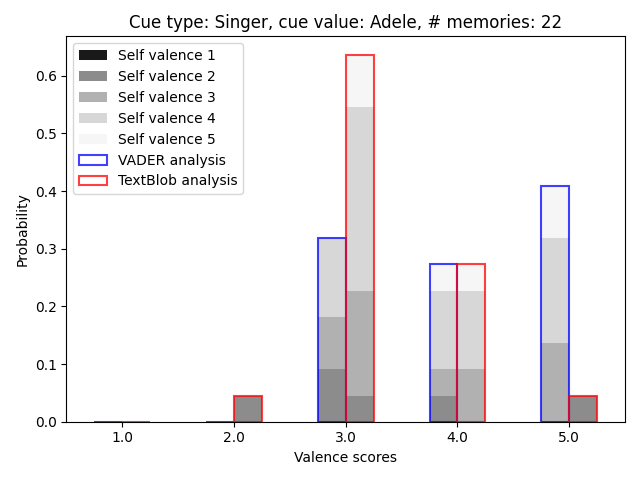 Cue type: Singer, cue value: Adele, # memories: 22
Self valence 1
Self valence 2
Self valence 3
Self valence 4
Self valence 5
VADER analysis
TextBlob analysis
Probability
0.6
0.5
0.4
0.3
0.2
0.1
0.0
1.0 2.0 3.0 4.0 5.0
Valence scores